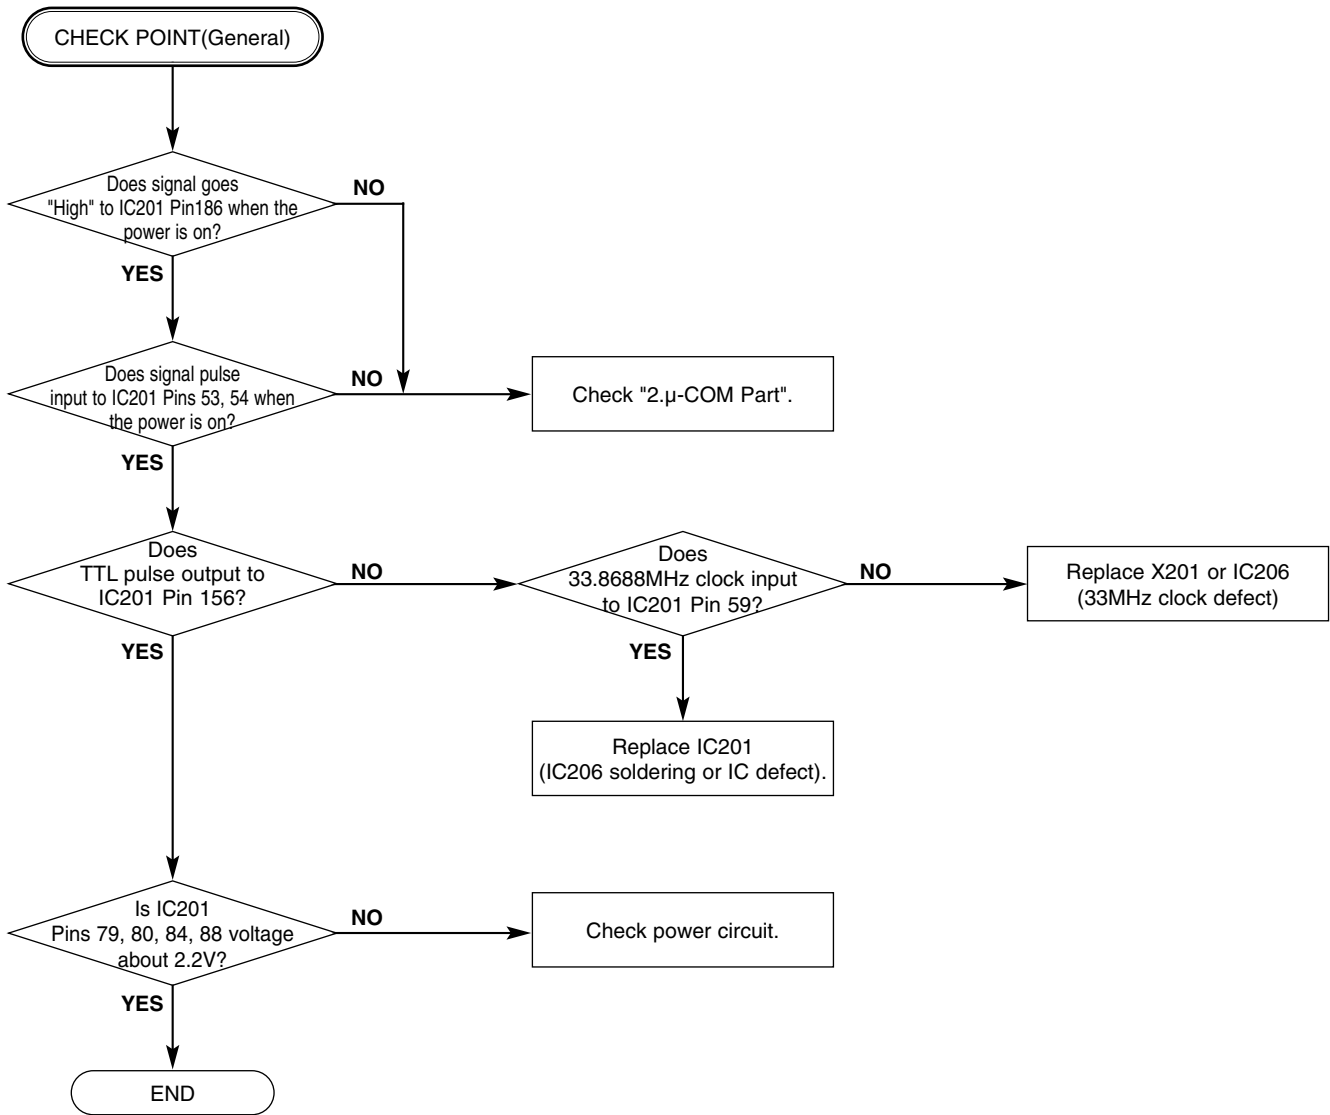 CHECK POINT(General)
Does signal goes
"High" to IC201 Pin186 when the
power is on?
NO
YES
Does signal pulse
input to IC201 Pins 53, 54 when
the power is on?
NO
Check "2.µ-COM Part".
YES
Does
TTL pulse output to
IC201 Pin 156?
NO
Does
33.8688MHz clock input
to IC201 Pin 59?
NO
Replace X201 or IC206
(33MHz clock defect)
YES
YES
Replace IC201
(IC206 soldering or IC defect).
Is IC201
Pins 79, 80, 84, 88 voltage
about 2.2V?
NO
Check power circuit.
YES
END